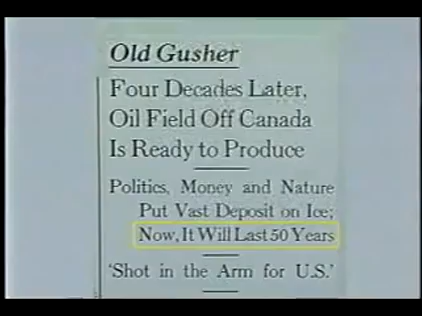 Old Gusher
Four Decades Later,
Oil Field Off Canada
Is Ready to Produce
Politics, Money and Nature
Put Vast Deposit on Ice;
Now, It Will Last 50 Years
'Shot in the Arm for U.S.'